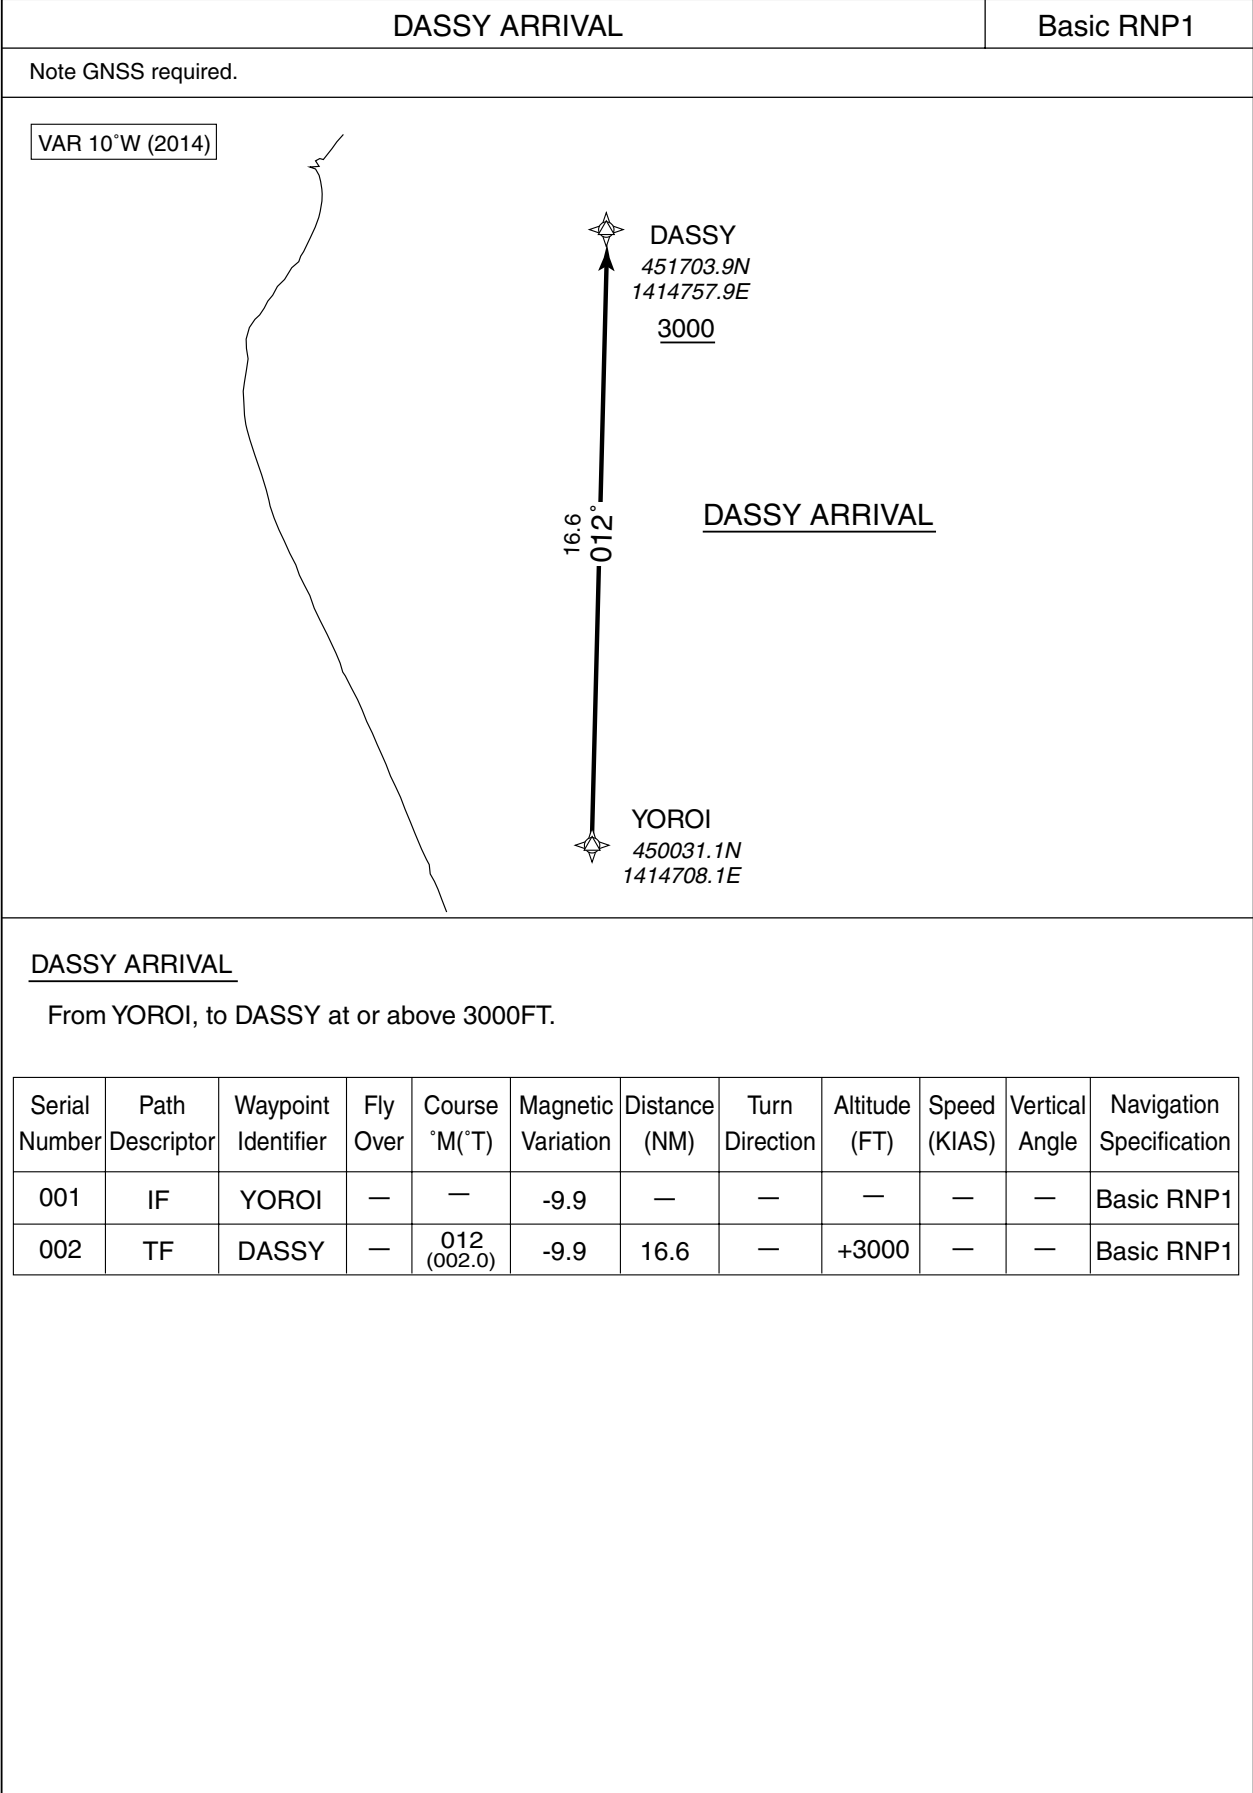 DASSY ARRIVAL
Basic RNP1
Note GNSS required.
VAR 10˚W (2014)
DASSY
451703.9N
1414757.9E
3000
16.6
012˚
DASSY ARRIVAL
YOROI
450031.1N
1414708.1E
DASSY ARRIVAL
From YOROI, to DASSY at or above 3000FT.
Serial Number Path Descriptor Waypoint Identifier Fly Over Course ˚M(˚T) Magnetic Variation Distance (NM) Turn Direction Altitude (FT) Speed (KIAS) Vertical Angle Navigation Specification
001 IF YOROI — — -9.9 — — — — — Basic RNP1
002 TF DASSY — 012 (002.0) -9.9 16.6 — +3000 — — Basic RNP1